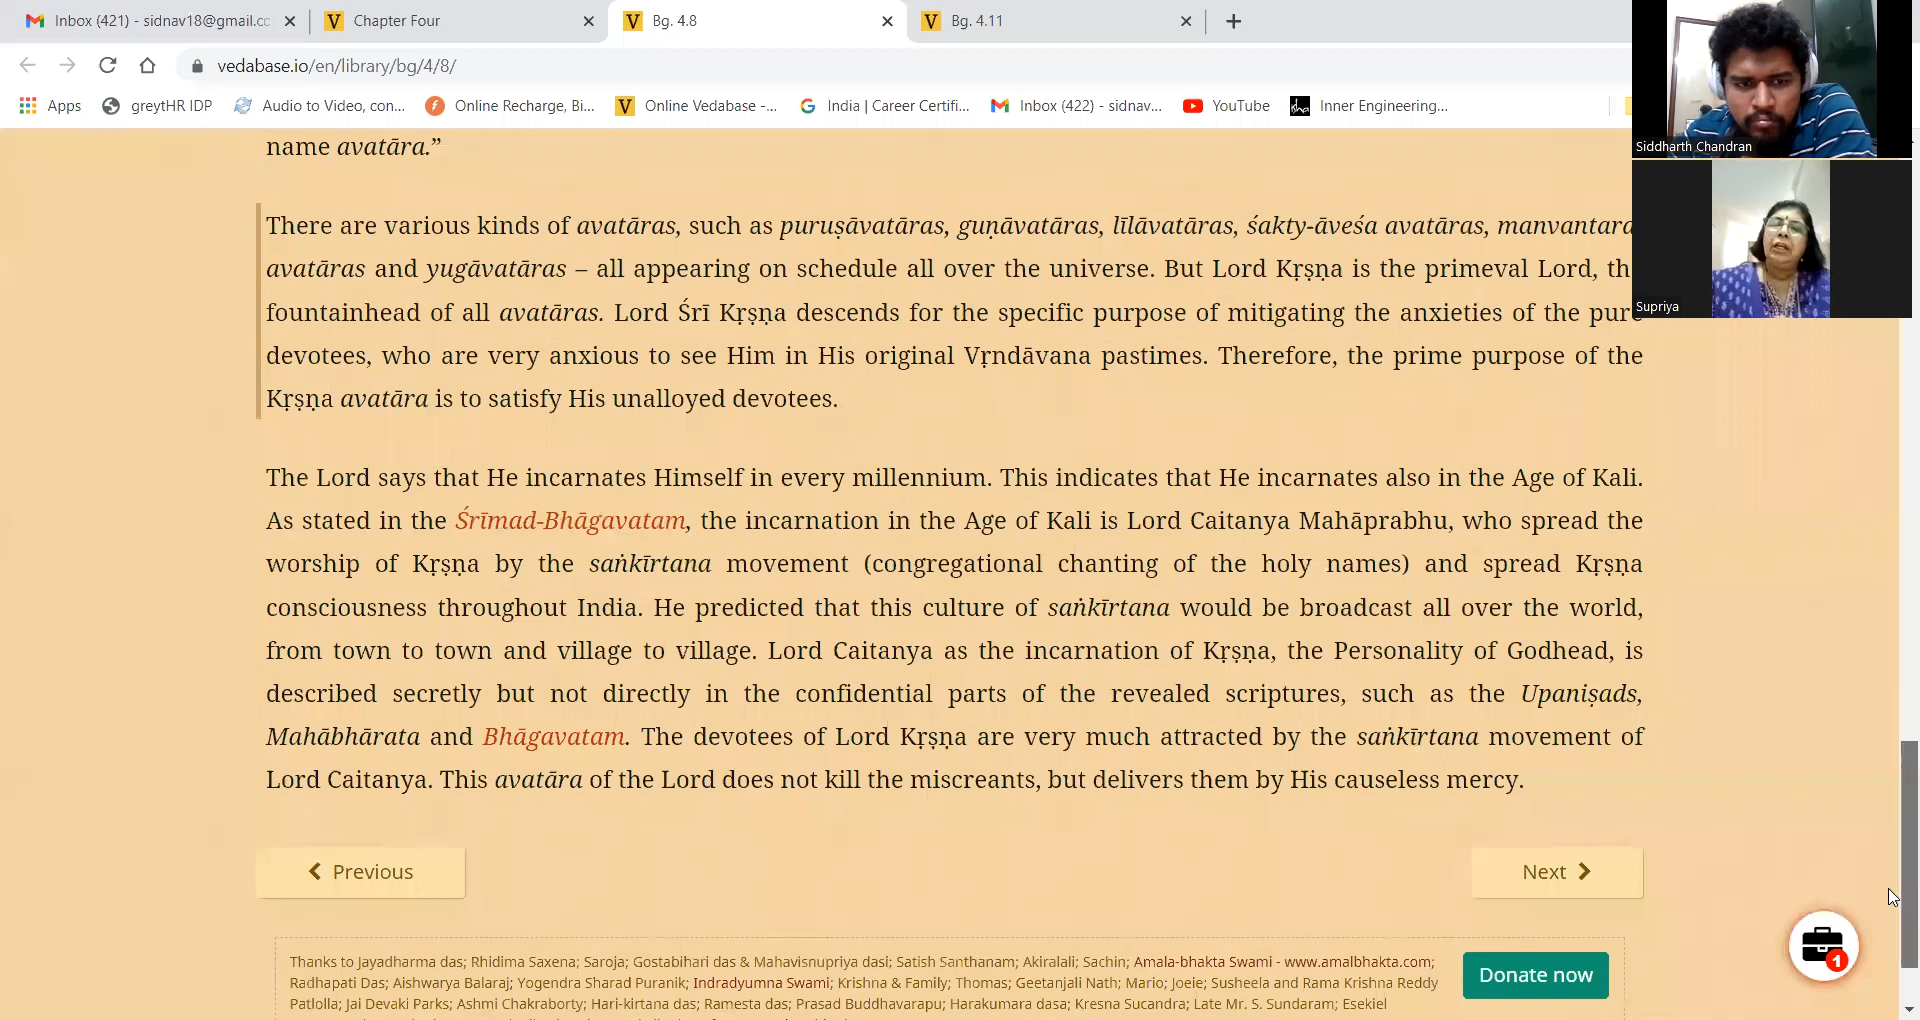 Inbox (421) - sidnav18@gmail.cc
Chapter Four
Bg. 4.8
Bg. 4.11
vedabase.io/en/library/bg/4/8/
Apps
greytHR IDP
Audio to Video, con...
Online Recharge, Bi...
Online Vedabase -...
India | Career Certifi...
Inbox (422) - sidnav...
YouTube
Inner Engineering...
Siddharth Chandran
Supriya
name avatāra.”
There are various kinds of avatāras, such as puruṣāvatāras, guṇāvatāras, līlāvatāras, śakty-āveśa avatāras, manvantara
avatāras and yugāvatāras – all appearing on schedule all over the universe. But Lord Kṛṣṇa is the primeval Lord, th
fountainhead of all avatāras. Lord Śrī Kṛṣṇa descends for the specific purpose of mitigating the anxieties of the pure
devotees, who are very anxious to see Him in His original Vṛndāvana pastimes. Therefore, the prime purpose of the
Kṛṣṇa avatāra is to satisfy His unalloyed devotees.
The Lord says that He incarnates Himself in every millennium. This indicates that He incarnates also in the Age of Kali.
As stated in the Śrīmad-Bhāgavatam, the incarnation in the Age of Kali is Lord Caitanya Mahāprabhu, who spread the
worship of Kṛṣṇa by the saṅkīrtana movement (congregational chanting of the holy names) and spread Kṛṣṇa
consciousness throughout India. He predicted that this culture of saṅkīrtana would be broadcast all over the world,
from town to town and village to village. Lord Caitanya as the incarnation of Kṛṣṇa, the Personality of Godhead, is
described secretly but not directly in the confidential parts of the revealed scriptures, such as the Upaniṣads,
Mahābhārata and Bhāgavatam. The devotees of Lord Kṛṣṇa are very much attracted by the saṅkīrtana movement of
Lord Caitanya. This avatāra of the Lord does not kill the miscreants, but delivers them by His causeless mercy.
Previous
Next
1
Thanks to Jayadharma das; Rhidima Saxena; Saroja; Gostabihari das & Mahavisnupriya dasi; Satish Santhanam; Akiralali; Sachin; Amala-bhakta Swami - www.amalbhakta.com;
Radhapati Das; Aishwarya Balaraj; Yogendra Sharad Puranik; Indradyumna Swami; Krishna & Family; Thomas; Geetanjali Nath; Mario; Joeie; Susheela and Rama Krishna Reddy
Patlolla; Jai Devaki Parks; Ashmi Chakraborty; Hari-kirtana das; Ramesta das; Prasad Buddhavarapu; Harakumara dasa; Kresna Sucandra; Late Mr. S. Sundaram; Esekiel
Donate now